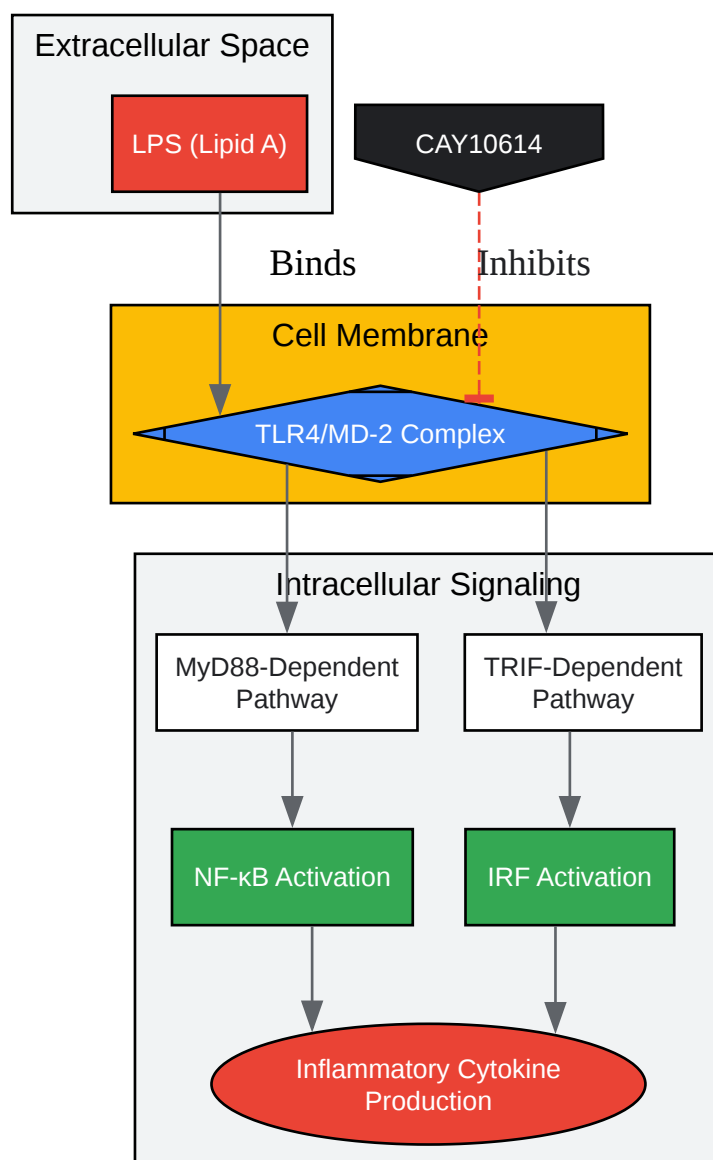 Extracellular Space
LPS (Lipid A)
CAY10614
Binds
Inhibits
Cell Membrane
TLR4/MD-2 Complex
Intracellular Signaling
MyD88-Dependent
Pathway
TRIF-Dependent
Pathway
NF-κB Activation
IRF Activation
Inflammatory Cytokine
Production